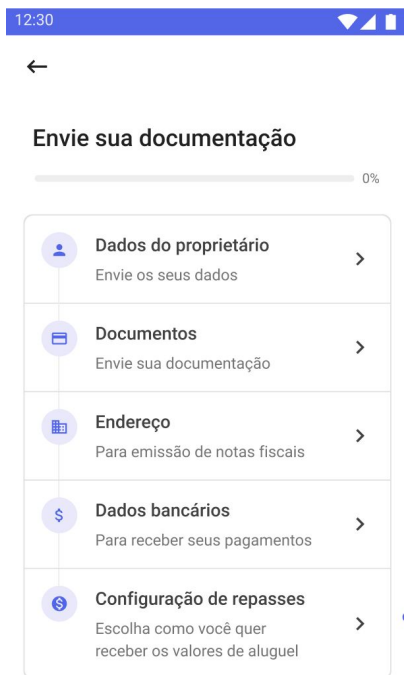 12:30
Envie sua documentação
0%
Dados do proprietário
Envie os seus dados
Documentos
Envie sua documentação
Endereço
Para emissão de notas fiscais
Dados bancários
Para receber seus pagamentos
Configuração de repasses
Escolha como você quer
receber os valores de aluguel